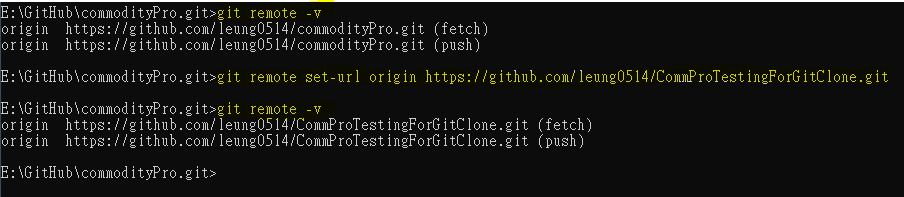 E:\GitHub\commodityPro.git>git remote -v
origin  https://github.com/leung0514/commodityPro.git (fetch)
origin  https://github.com/leung0514/commodityPro.git (push)
E:\GitHub\commodityPro.git>git remote set-url origin https://github.com/leung0514/CommProTestingForGitClone.git
E:\GitHub\commodityPro.git>git remote -v
origin  https://github.com/leung0514/CommProTestingForGitClone.git (fetch)
origin  https://github.com/leung0514/CommProTestingForGitClone.git (push)
E:\GitHub\commodityPro.git>